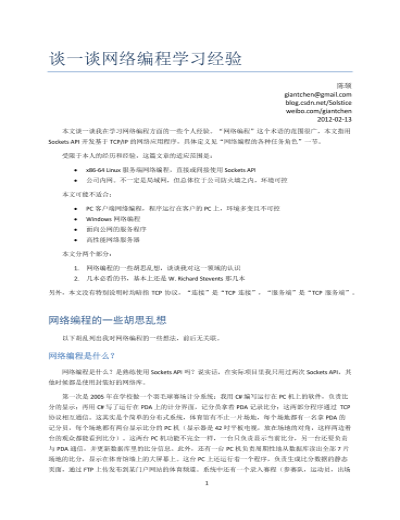 谈一谈网络编程学习经验
陈硕
giantchen@gmail.com
blog.csdn.net/Solstice
weibo.com/giantchen
2012-02-13
本文谈一谈我在学习网络编程方面的一些个人经验。“网络编程”这个术语的范围很广，本文指用
Sockets API 开发基于 TCP/IP 的网络应用程序，具体定义见“网络编程的各种任务角色”一节。
受限于本人的经历和经验，这篇文章的适应范围是：
• x86-64 Linux 服务端网络编程，直接或间接使用 Sockets API
• 公司内网。不一定是局域网，但总体位于公司防火墙之内，环境可控
本文可能不适合：
• PC 客户端网络编程，程序运行在客户的 PC 上，环境多变且不可控
• Windows 网络编程
• 面向公网的服务程序
• 高性能网络服务器
本文分两个部分：
1. 网络编程的一些胡思乱想，谈谈我对这一领域的认识
2. 几本必看的书，基本上还是 W. Richard Stevents 那几本
另外，本文没有特别说明时均暗指 TCP 协议，“连接”是“TCP 连接”，“服务端”是“TCP 服务端”。
网络编程的一些胡思乱想
以下胡乱列出我对网络编程的一些想法，前后无关联。
网络编程是什么？
网络编程是什么？是熟练使用 Sockets API 吗？说实话，在实际项目里我只用过两次 Sockets API，其
他时候都是使用封装好的网络库。
第一次是 2005 年在学校做一个羽毛球赛场计分系统：我用 C# 编写运行在 PC 机上的软件，负责比
分的显示；再用 C# 写了运行在 PDA 上的计分界面，记分员拿着 PDA 记录比分；这两部分程序通过 TCP
协议相互通信。这其实是个简单的分布式系统，体育馆有不止一片场地，每个场地都有一名拿 PDA 的
记分员，每个场地都有两台显示比分的 PC 机（显示器是 42 吋平板电视，放在场地的对角，这样两边看
台的观众都能看到比分）。这两台 PC 机功能不完全一样，一台只负责显示当前比分，另一台还要负责
与 PDA 通信，并更新数据库里的比分信息。此外，还有一台 PC 机负责周期性地从数据库读出全部 7 片
场地的比分，显示在体育馆墙上的大屏幕上。这台 PC 上还运行着一个程序，负责生成比分数据的静态
页面，通过 FTP 上传发布到某门户网站的体育频道。系统中还有一个录入赛程（参赛队，运动员，出场
1